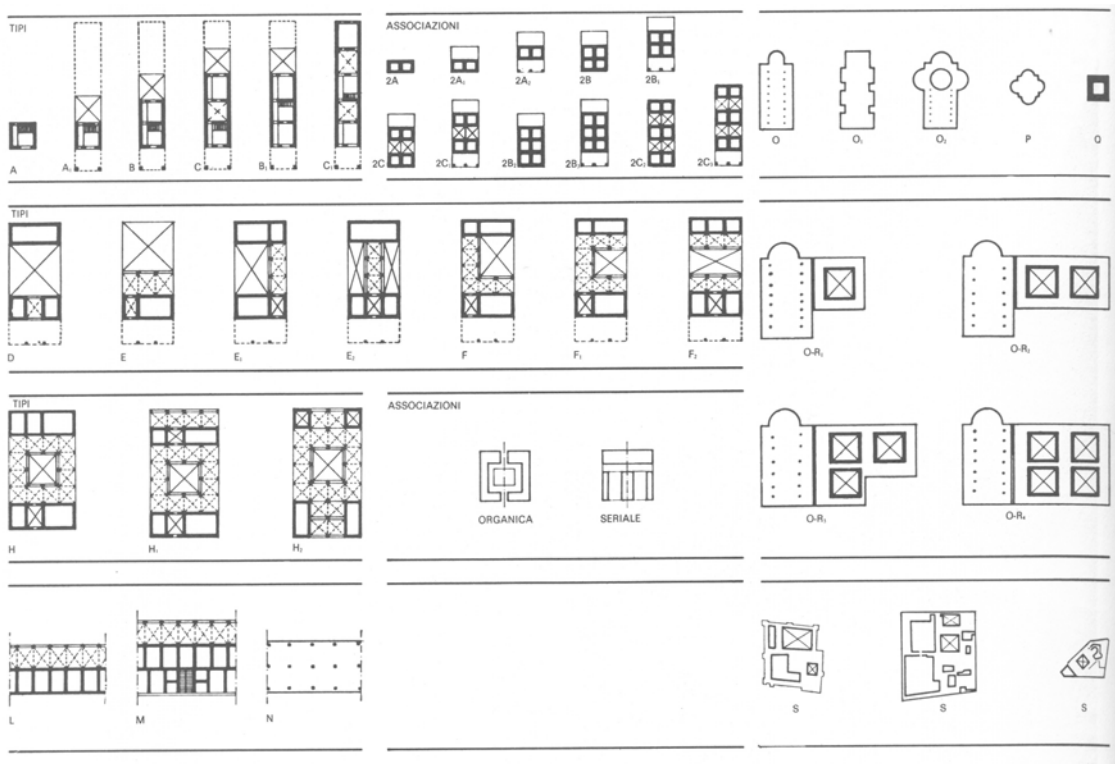 TIPI
A A₁ B C B₁ C₁
ASSOCIAZIONI
2A 2A₁ 2A₂ 2B 2B₁
2C 2C₁ 2B₂ 2B₃ 2C₂ 2C₃
O O₁ O₂ P Q
TIPI
D E E₁ E₂ F F₁ F₂
O-R₁ O-R₂
TIPI
H H₁ H₂
ASSOCIAZIONI
ORGANICA SERIALE
O-R₃ O-R₄
L M N
S S S